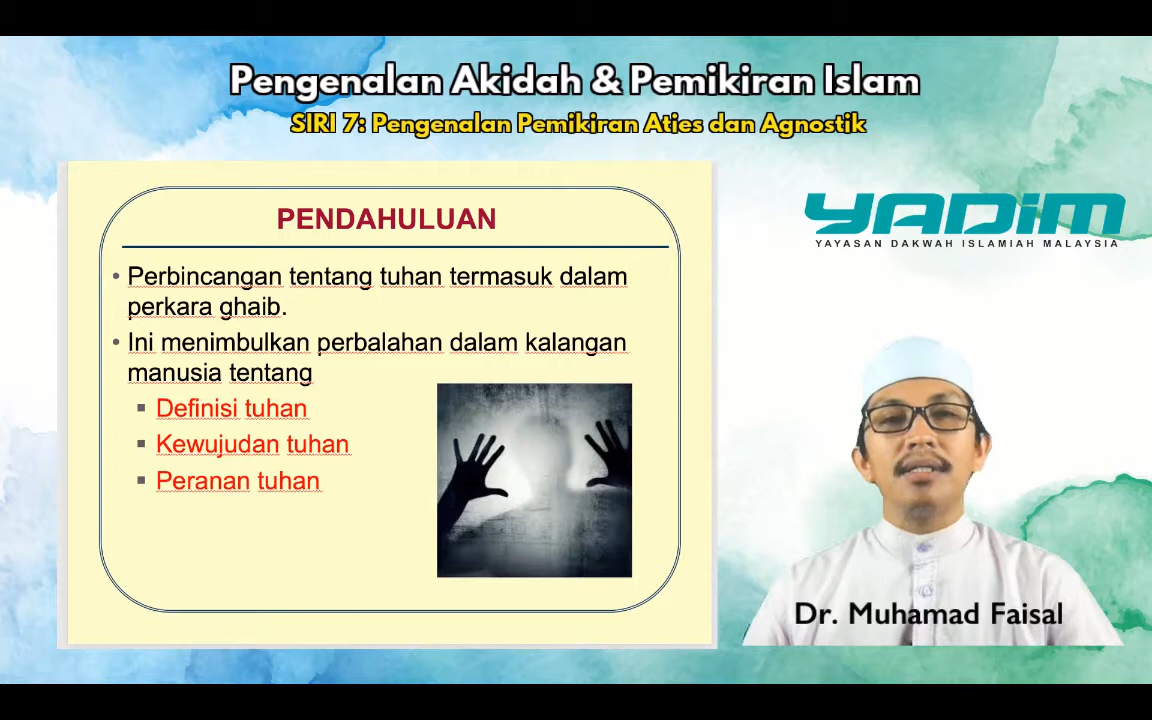 Pengenalan Akidah & Pemikiran Islam
SIRI 7: Pengenalan Pemikiran Aties dan Agnostik
PENDAHULUAN
• Perbincangan tentang tuhan termasuk dalam
perkara ghaib.
• Ini menimbulkan perbalahan dalam kalangan
manusia tentang
▪ Definisi tuhan
▪ Kewujudan tuhan
▪ Peranan tuhan
YADiM
YAYASAN DAKWAH ISLAMIAH MALAYSIA
Dr. Muhamad Faisal